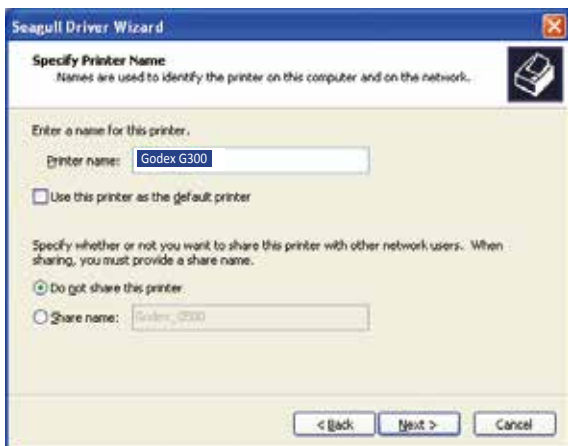 Seagull Driver Wizard
Specify Printer Name
Names are used to identify the printer on this computer and on the network.
Enter a name for this printer.
Printer name: Godex G300
Use this printer as the default printer
Specify whether or not you want to share this printer with other network users. When
sharing, you must provide a share name.
Do not share this printer
Share name:
< Back Next > Cancel